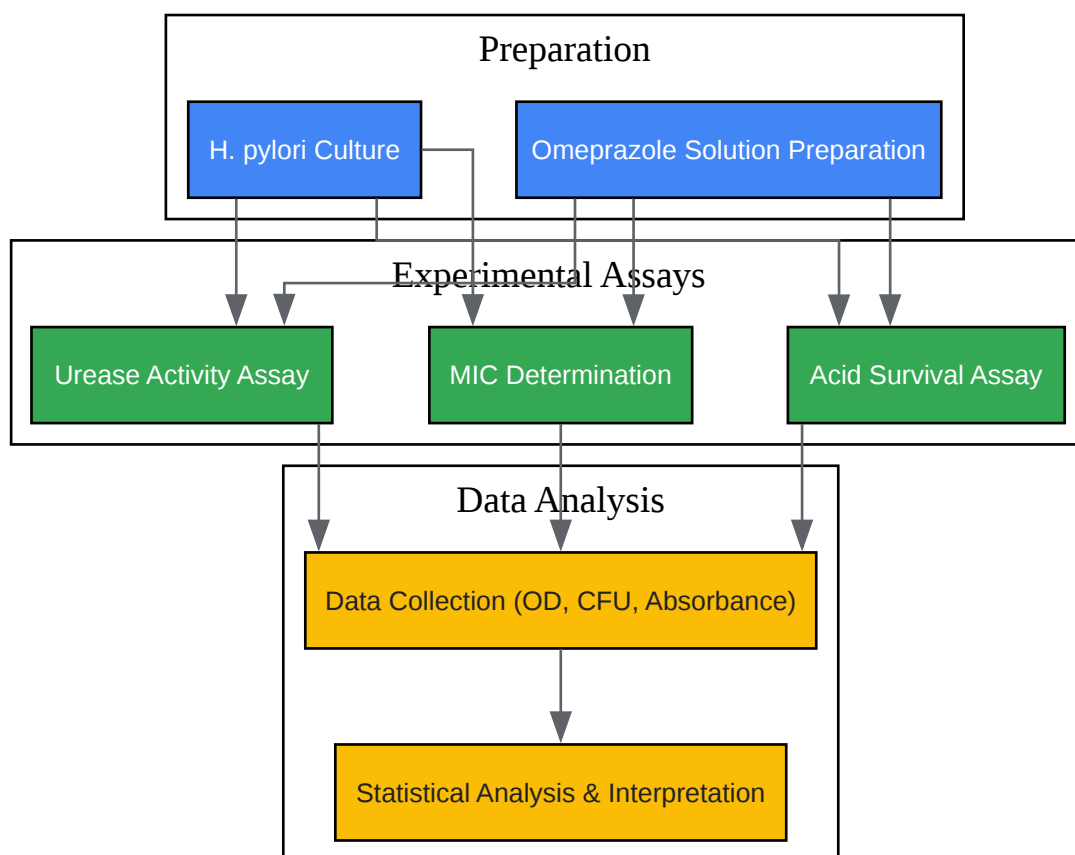 Preparation
H. pylori Culture
Omeprazole Solution Preparation
Experimental Assays
Urease Activity Assay
MIC Determination
Acid Survival Assay
Data Analysis
Data Collection (OD, CFU, Absorbance)
Statistical Analysis & Interpretation